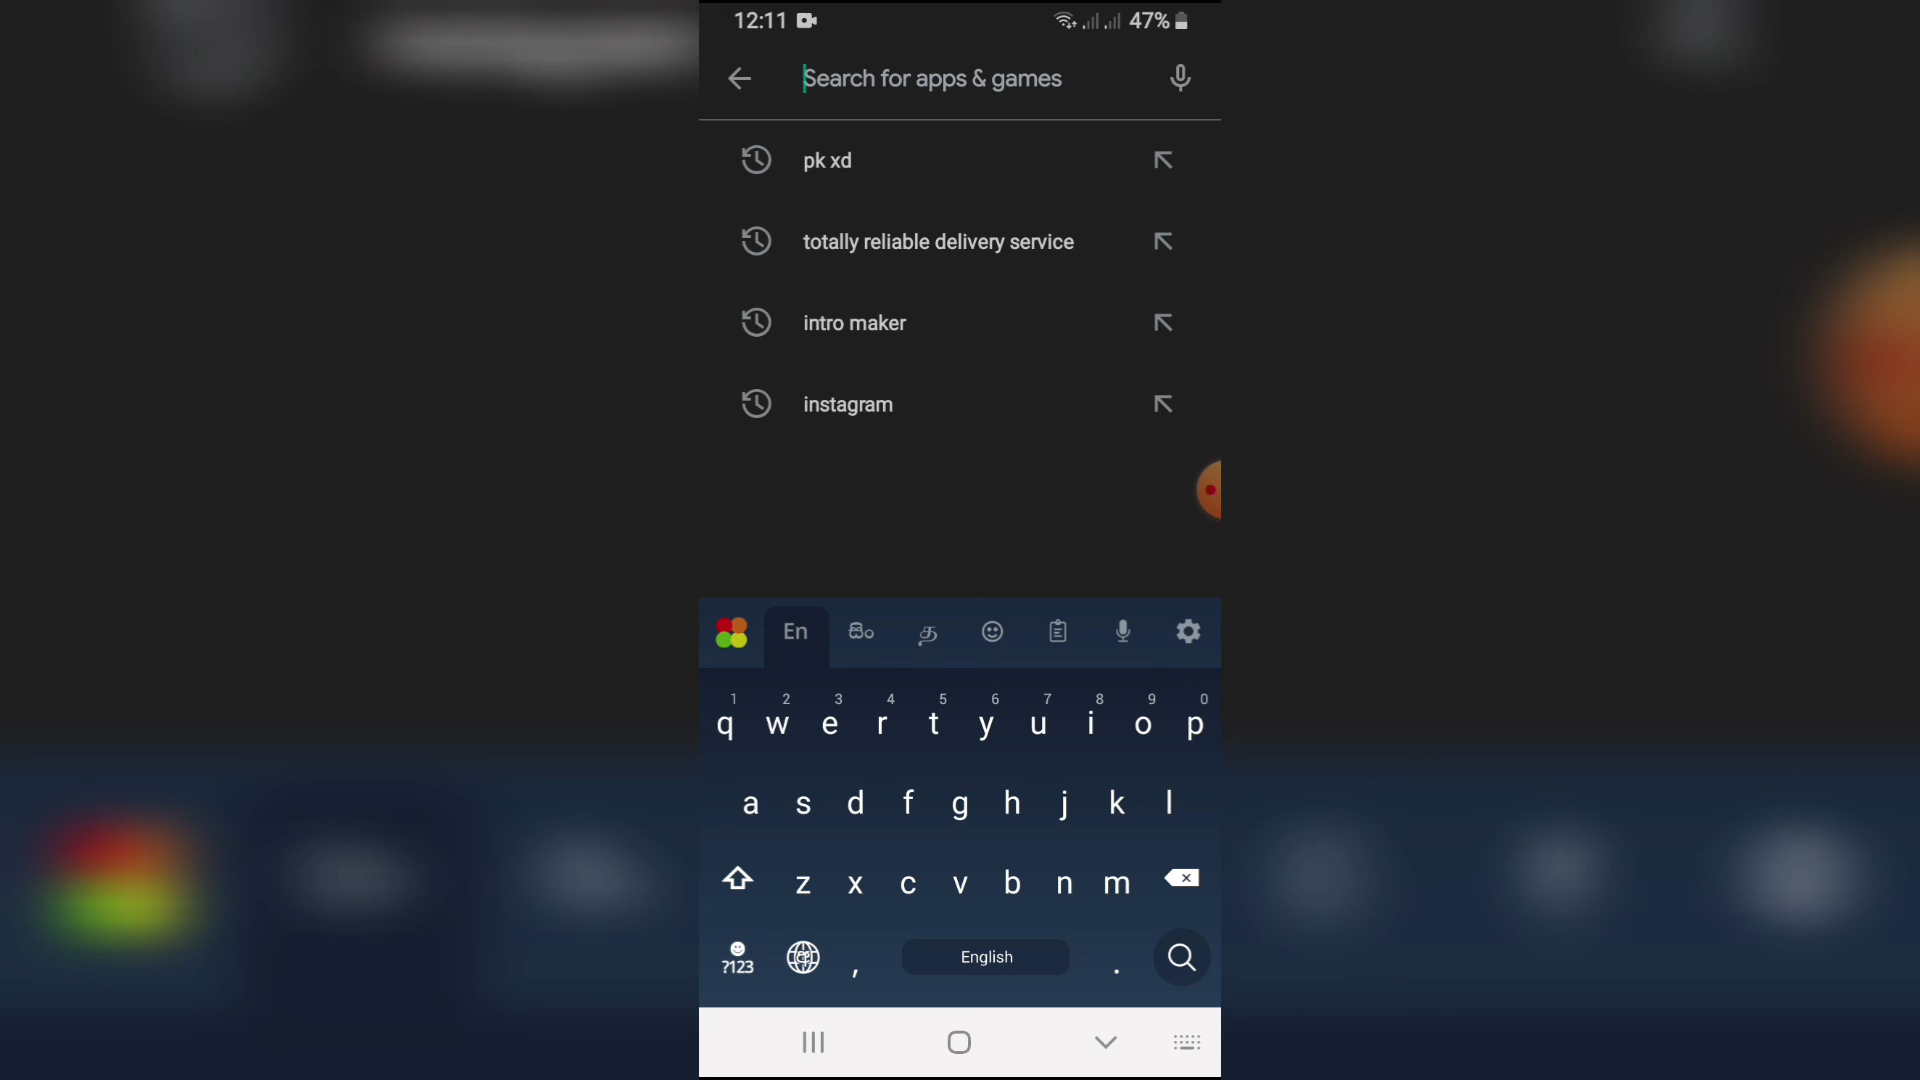 12:11 47%
Search for apps & games
pk xd
totally reliable delivery service
intro maker
instagram
En සිං த
1 2 3 4 5 6 7 8 9 0
q w e r t y u i o p
a s d f g h j k l
z x c v b n m
?123 , English .